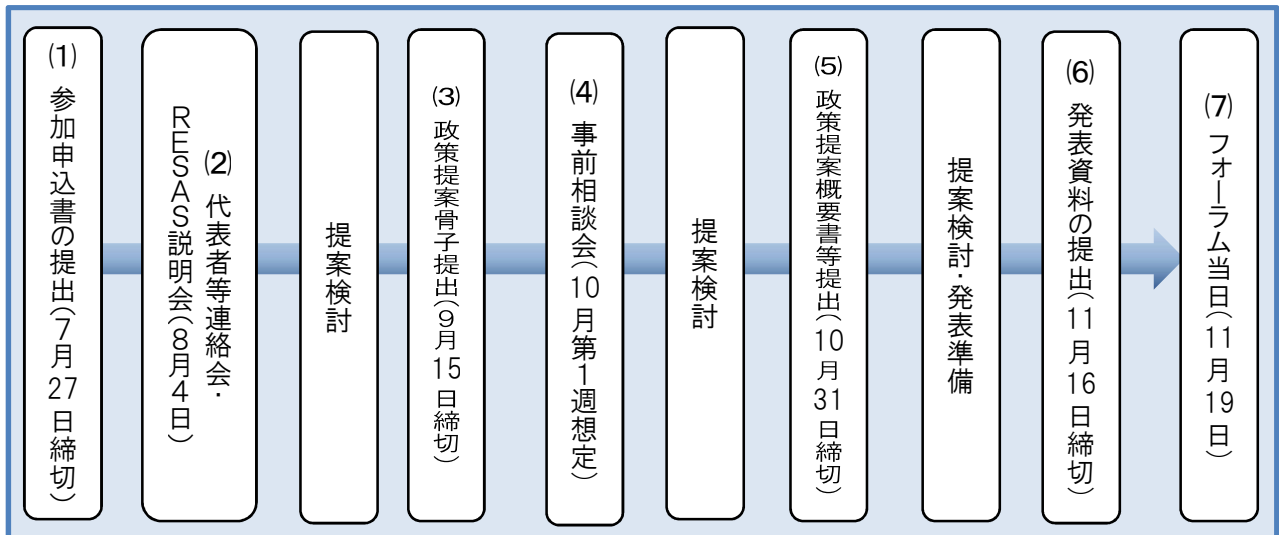 (1) 参加申込書の提出(7月27日締切)
(2) 代表者等連絡会・
RESAS説明会(8月4日)
提案検討
(3) 政策提案骨子提出(9月15日締切)
(4) 事前相談会(10月第1週想定)
提案検討
(5) 政策提案概要書等提出(10月31日締切)
提案検討・発表準備
(6) 発表資料の提出(11月16日締切)
(7) フォーラム当日(11月19日)